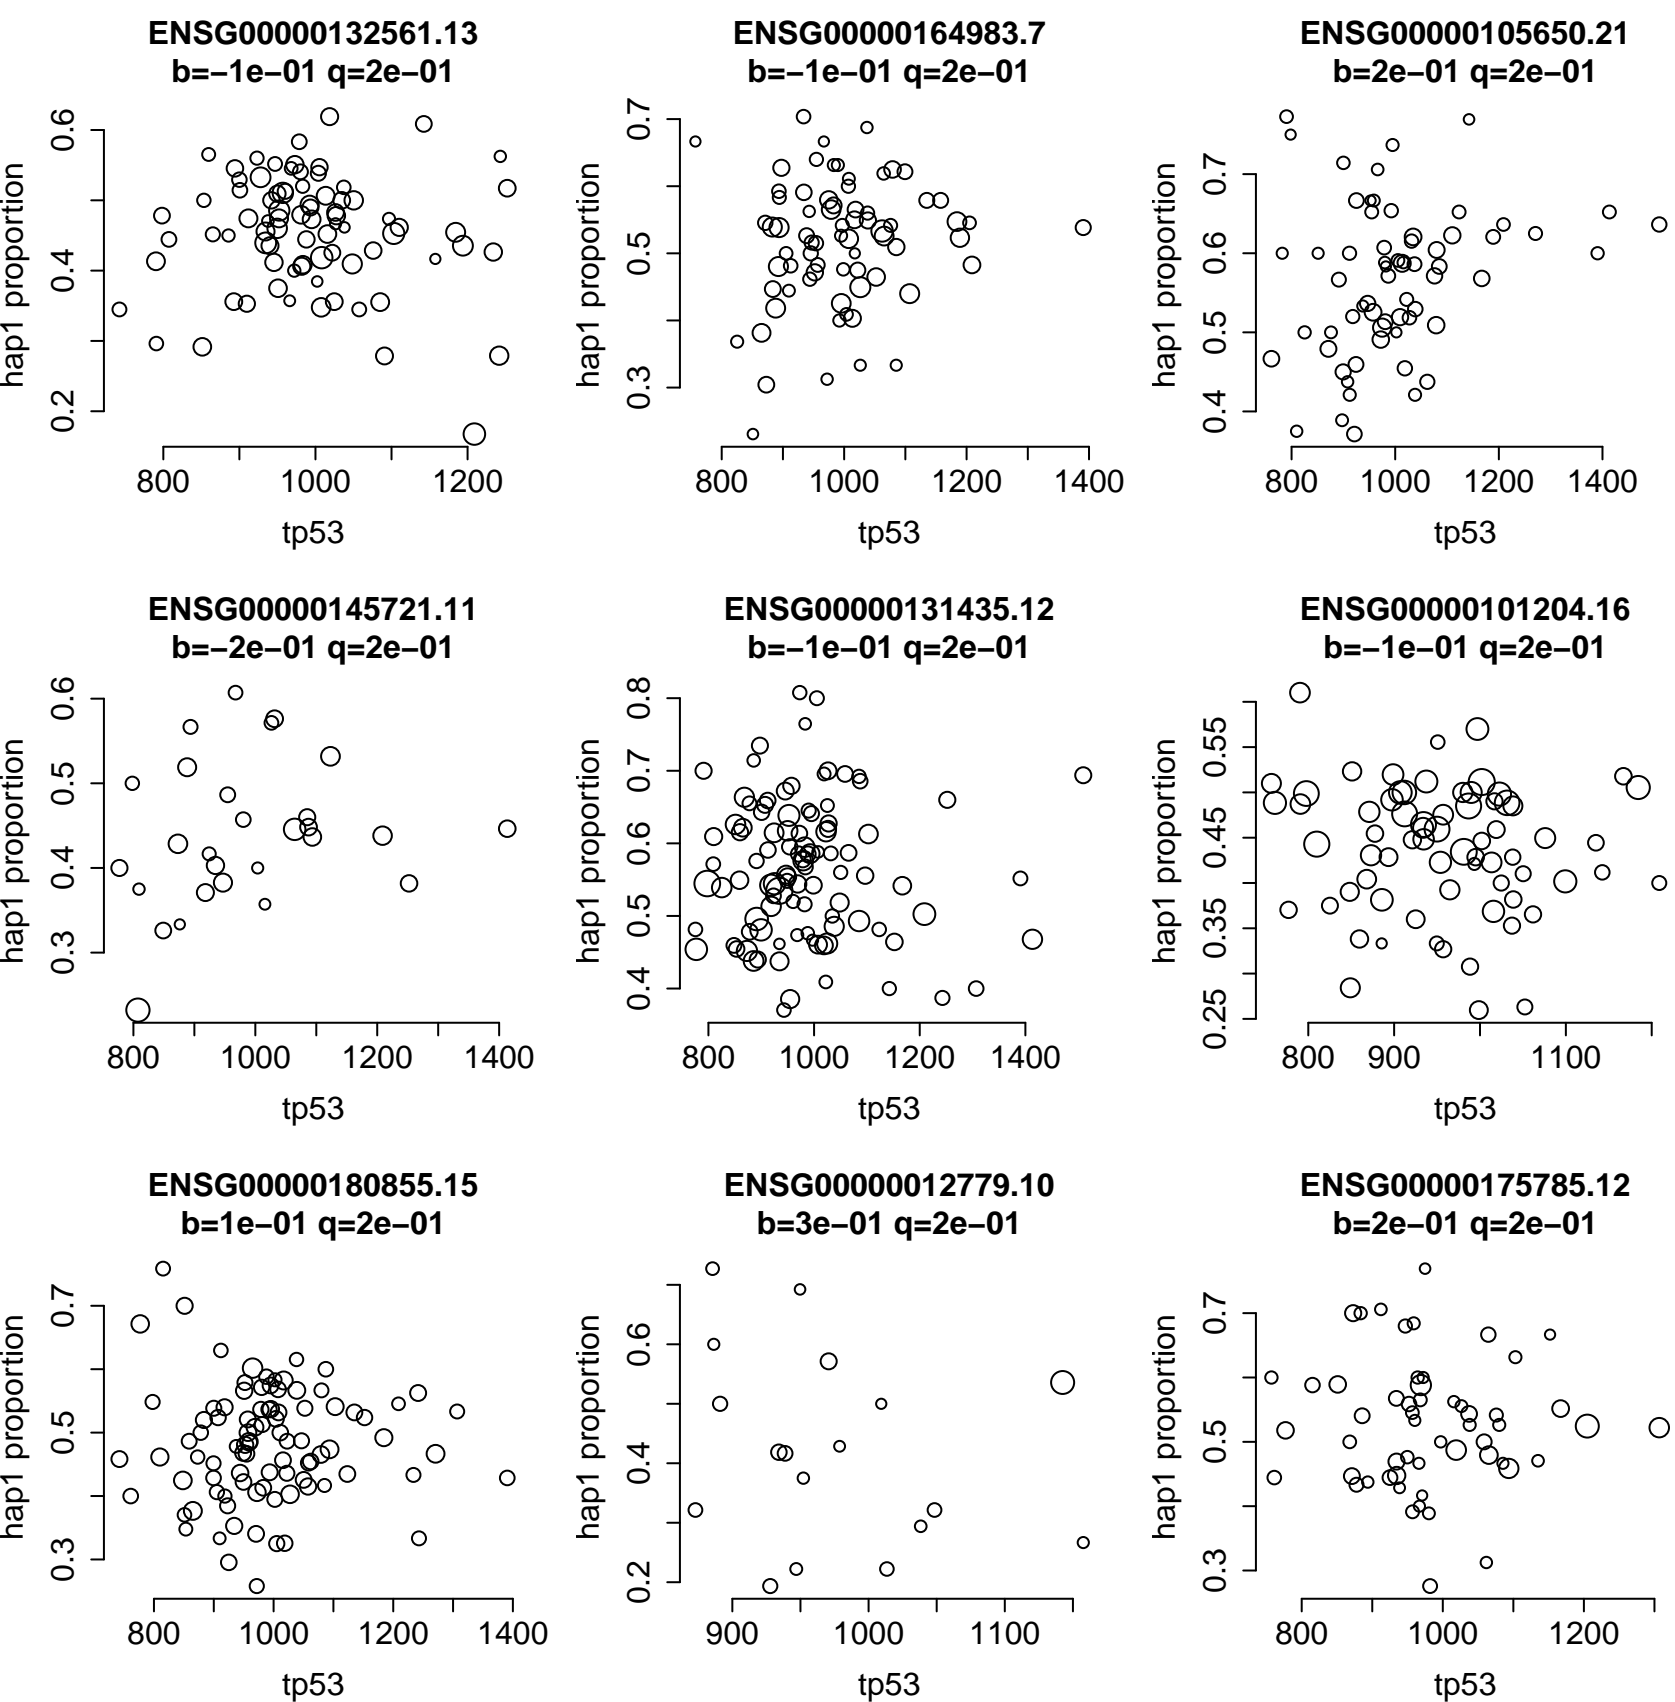 ENSG00000132561.13
b=−1e−01 q=2e−01
hap1 proportion
0.6
0.4
0.2
800 1000 1200
tp53
ENSG00000164983.7
b=−1e−01 q=2e−01
hap1 proportion
0.7
0.5
0.3
800 1000 1200 1400
tp53
ENSG00000105650.21
b=2e−01 q=2e−01
hap1 proportion
0.7
0.6
0.5
0.4
800 1000 1200 1400
tp53
ENSG00000145721.11
b=−2e−01 q=2e−01
hap1 proportion
0.6
0.5
0.4
0.3
800 1000 1200 1400
tp53
ENSG00000131435.12
b=−1e−01 q=2e−01
hap1 proportion
0.8
0.7
0.6
0.5
0.4
800 1000 1200 1400
tp53
ENSG00000101204.16
b=−1e−01 q=2e−01
hap1 proportion
0.55
0.45
0.35
0.25
800 900 1100
tp53
ENSG00000180855.15
b=1e−01 q=2e−01
hap1 proportion
0.7
0.5
0.3
800 1000 1200 1400
tp53
ENSG00000012779.10
b=3e−01 q=2e−01
hap1 proportion
0.6
0.4
0.2
900 1000 1100
tp53
ENSG00000175785.12
b=2e−01 q=2e−01
hap1 proportion
0.7
0.5
0.3
800 1000 1200
tp53